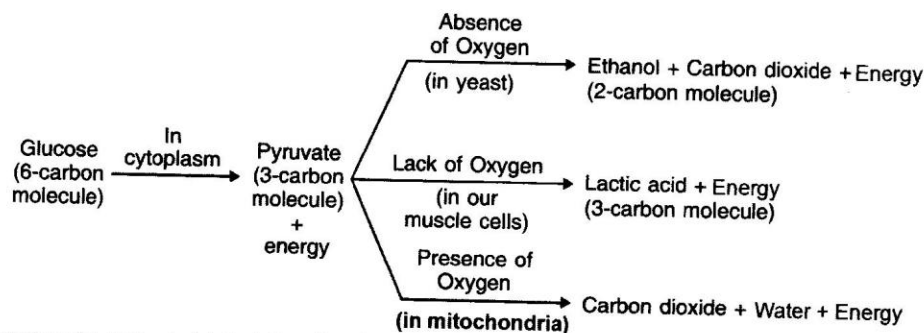 Absence
of Oxygen
(in yeast)
Ethanol + Carbon dioxide + Energy
(2-carbon molecule)
Glucose
(6-carbon
molecule)
In
cytoplasm
Pyruvate
(3-carbon
molecule)
+
energy
Lack of Oxygen
(in our
muscle cells)
Lactic acid + Energy
(3-carbon molecule)
Presence of
Oxygen
(in mitochondria)
Carbon dioxide + Water + Energy